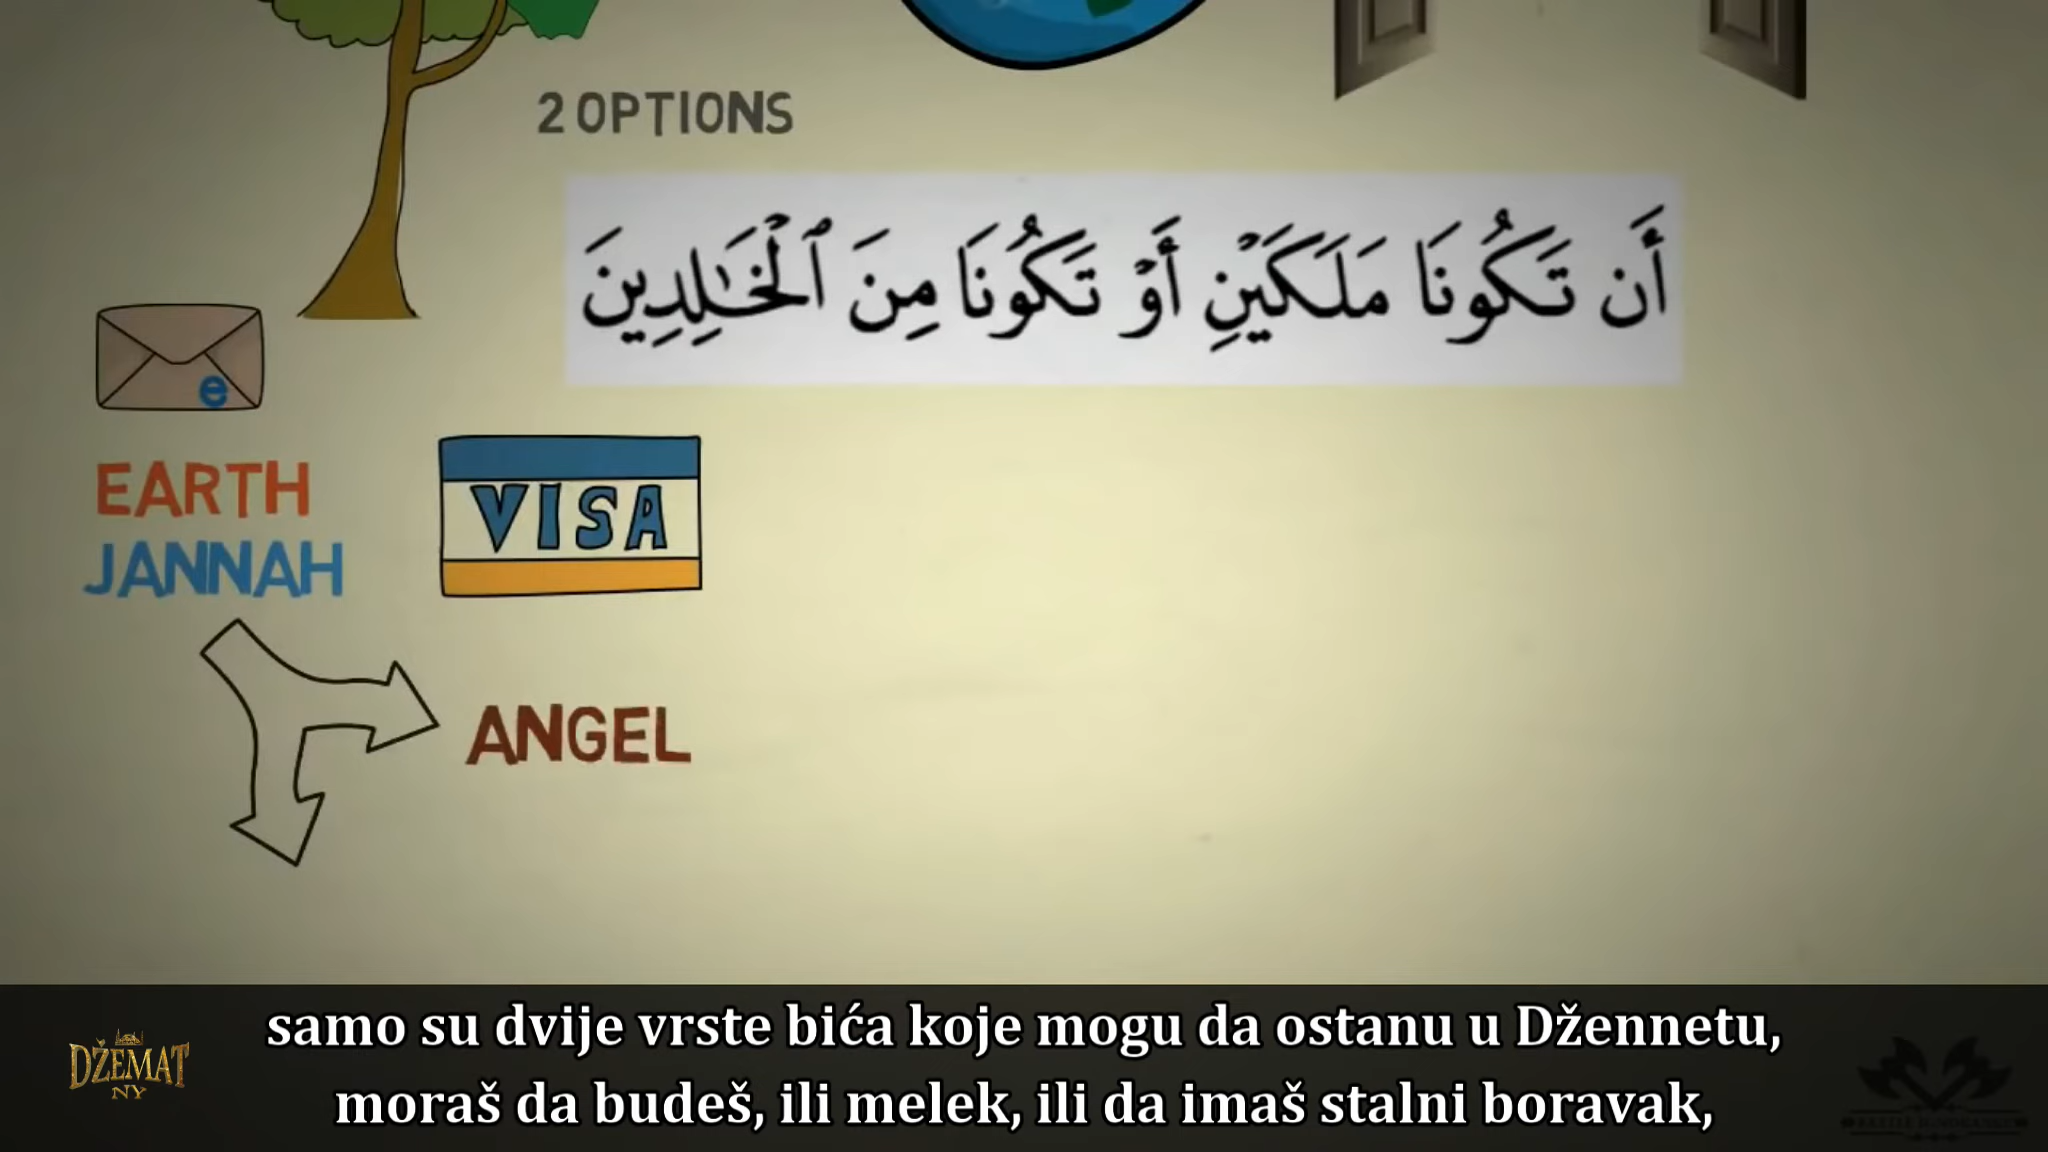 2 OPTIONS
أَن تَكُونَا مَلَكَيْنِ أَوْ تَكُونَا مِنَ ٱلْخَـٰلِدِينَ
e
EARTH
JANNAH
VISA
ANGEL
samo su dvije vrste bića koje mogu da ostanu u Džennetu,
moraš da budeš, ili melek, ili da imaš stalni boravak,
DŽEMAT
NY